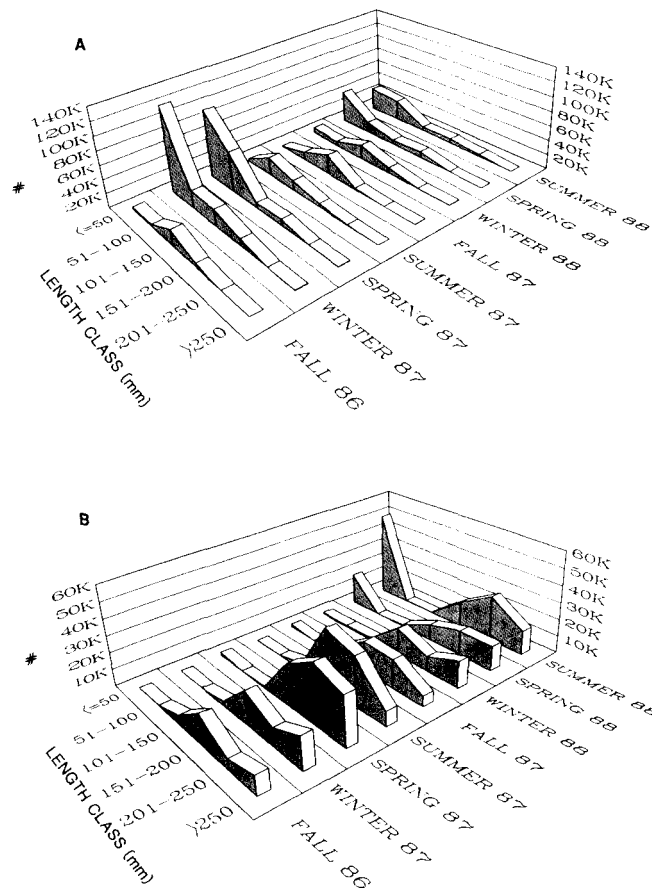 A
140K
120K
100K
80K
60K
40K
20K
#
140K
120K
100K
80K
60K
40K
20K
<=50
51-100
101-150
151-200
201-250
>250
LENGTH CLASS (mm)
SUMMER 88
SPRING 88
WINTER 88
FALL 87
SUMMER 87
SPRING 87
WINTER 87
FALL 86
B
60K
50K
40K
30K
20K
10K
#
60K
50K
40K
30K
20K
10K
<=50
51-100
101-150
151-200
201-250
>250
LENGTH CLASS (mm)
SUMMER 88
SPRING 88
WINTER 88
FALL 87
SUMMER 87
SPRING 87
WINTER 87
FALL 86